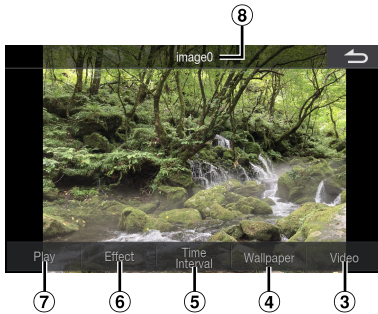 ⑧
image0
Play
Effect
Time
Interval
Wallpaper
Video
⑦
⑥
⑤
④
③